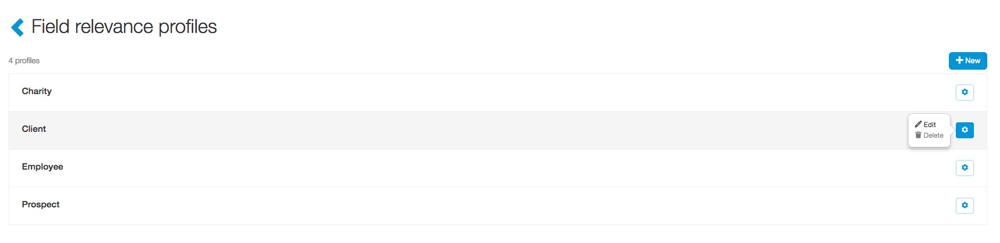 Field relevance profiles
4 profiles
New
Charity
Client
Edit
Delete
Employee
Prospect